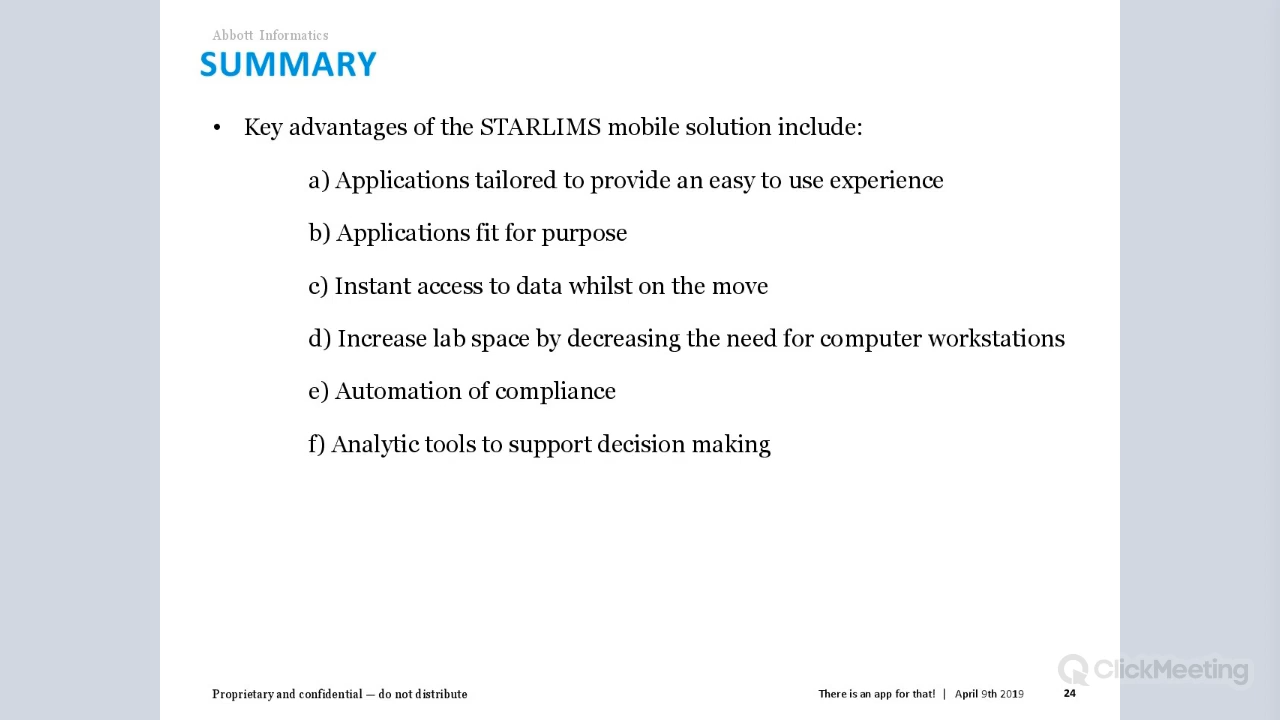 Abbott Informatics
SUMMARY
• Key advantages of the STARLIMS mobile solution include:
a) Applications tailored to provide an easy to use experience
b) Applications fit for purpose
c) Instant access to data whilst on the move
d) Increase lab space by decreasing the need for computer workstations
e) Automation of compliance
f) Analytic tools to support decision making
ClickMeeting
Proprietary and confidential — do not distribute
There is an app for that! | April 9th 2019 24